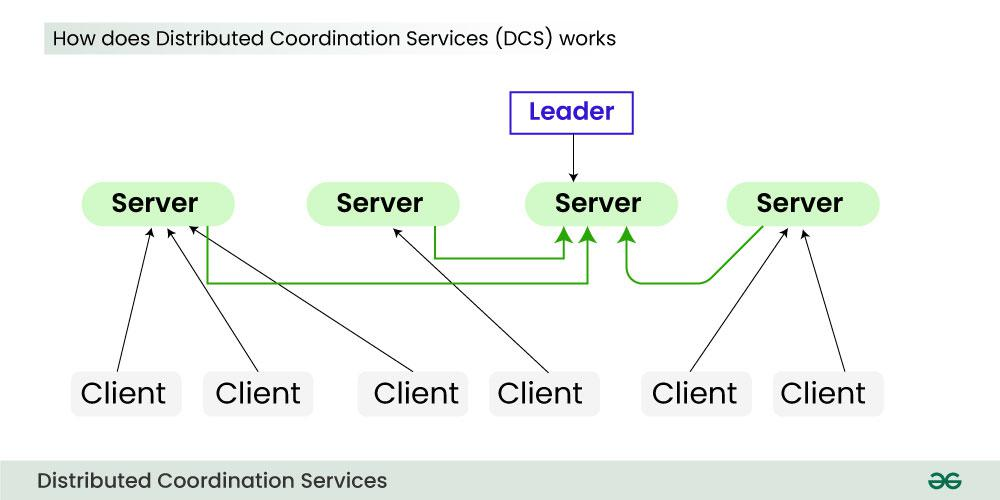 How does Distributed Coordination Services (DCS) works
Leader
Server
Server
Server
Server
Client
Client
Client
Client
Client
Client
Distributed Coordination Services